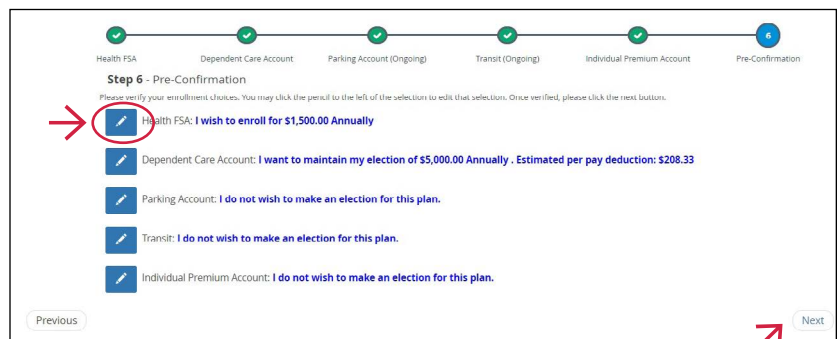 6
Health FSA Dependent Care Account Parking Account (Ongoing) Transit (Ongoing) Individual Premium Account Pre-Confirmation
Step 6 - Pre-Confirmation
Please verify your enrollment choices. You may click the pencil to the left of the selection to edit that selection. Once verified, please click the next button.
Health FSA: I wish to enroll for $1,500.00 Annually
Dependent Care Account: I want to maintain my election of $5,000.00 Annually . Estimated per pay deduction: $208.33
Parking Account: I do not wish to make an election for this plan.
Transit: I do not wish to make an election for this plan.
Individual Premium Account: I do not wish to make an election for this plan.
Previous Next